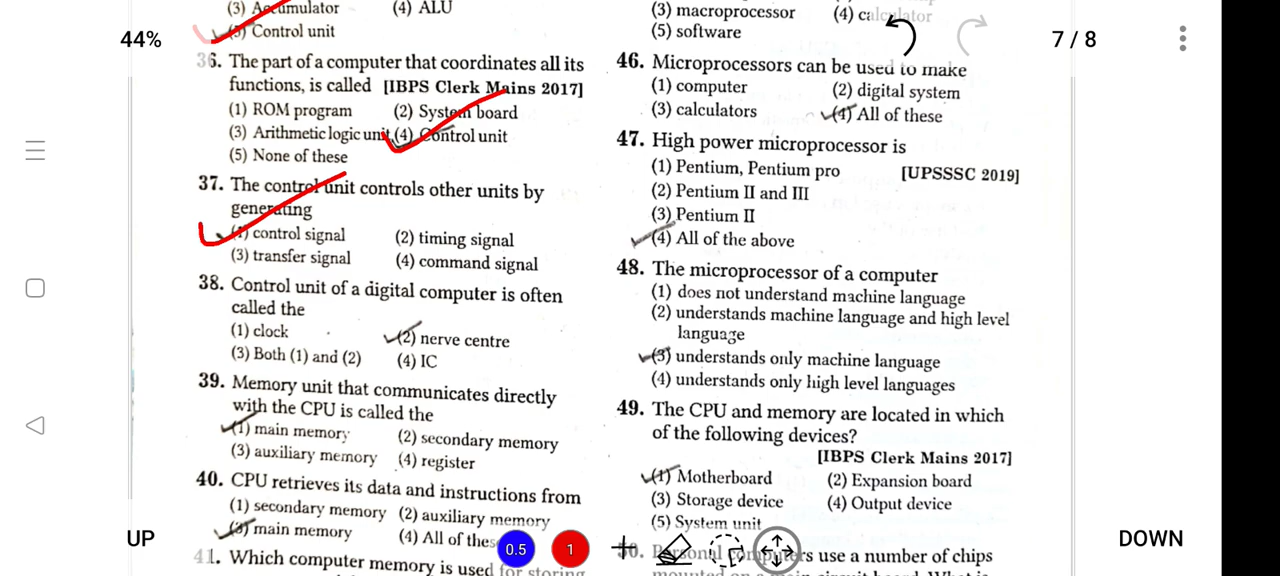 44%
7 / 8
(3) Accumulator (4) ALU
(5) Control unit
36. The part of a computer that coordinates all its
functions, is called [IBPS Clerk Mains 2017]
(1) ROM program (2) System board
(3) Arithmetic logic unit (4) Control unit
(5) None of these
37. The control unit controls other units by
generating
(1) control signal (2) timing signal
(3) transfer signal (4) command signal
38. Control unit of a digital computer is often
called the
(1) clock (2) nerve centre
(3) Both (1) and (2) (4) IC
39. Memory unit that communicates directly
with the CPU is called the
(1) main memory (2) secondary memory
(3) auxiliary memory (4) register
40. CPU retrieves its data and instructions from
(1) secondary memory (2) auxiliary memory
(3) main memory (4) All of these
41. Which computer memory is used for storing
(3) macroprocessor (4) calculator
(5) software
46. Microprocessors can be used to make
(1) computer (2) digital system
(3) calculators (4) All of these
47. High power microprocessor is
(1) Pentium, Pentium pro [UPSSSC 2019]
(2) Pentium II and III
(3) Pentium II
(4) All of the above
48. The microprocessor of a computer
(1) does not understand machine language
(2) understands machine language and high level
language
(3) understands only machine language
(4) understands only high level languages
49. The CPU and memory are located in which
of the following devices?
[IBPS Clerk Mains 2017]
(1) Motherboard (2) Expansion board
(3) Storage device (4) Output device
(5) System unit
50. Personal computers use a number of chips
UP
0.5
1
DOWN